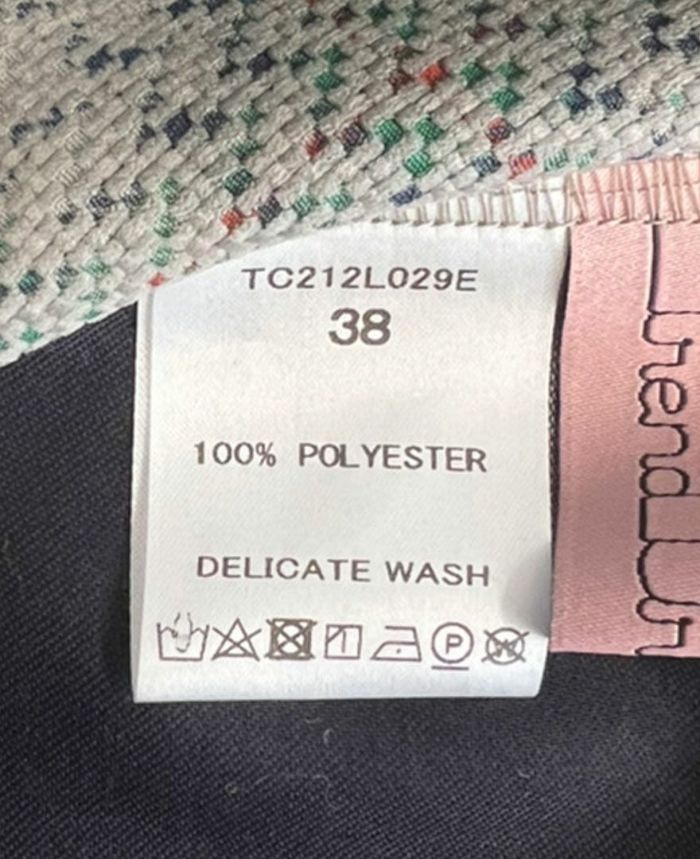 TC212L029E
38
100% POLYESTER
DELICATE WASH
P
W